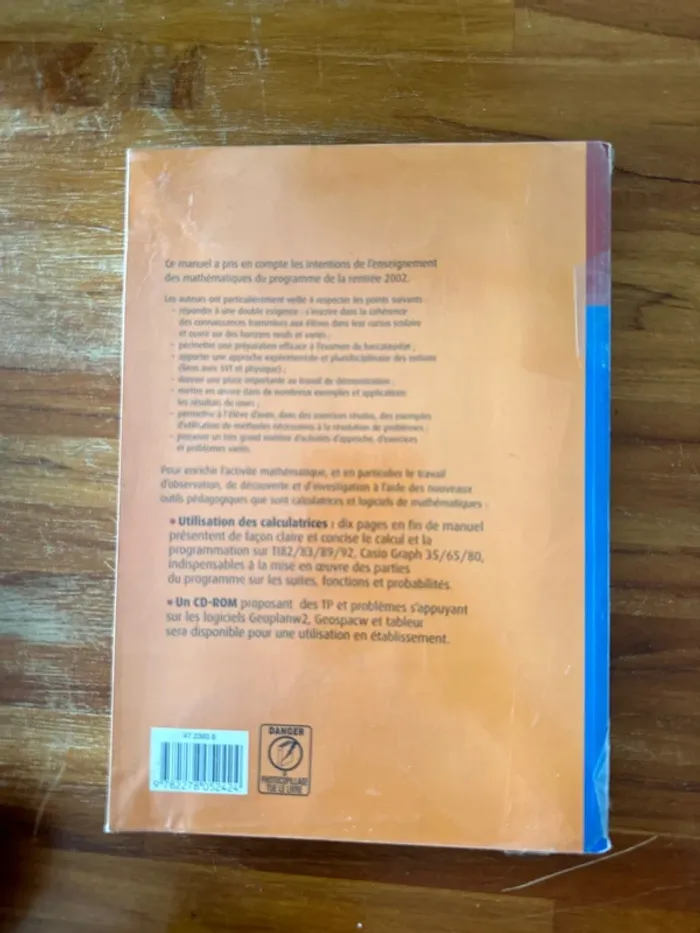 Ce manuel a pris en compte les intentions de l'enseignement
des mathématiques du programme de la rentrée 2002.
Les auteurs ont particulièrement veillé à respecter les points suivants :
- répondre à une double exigence : s'inscrire dans la cohérence
des connaissances transmises aux élèves dans leur cursus scolaire
et ouvrir sur des horizons neufs et variés ;
- permettre une préparation efficace à l'examen du baccalauréat ;
- apporter une approche expérimentale et pluridisciplinaire des notions
(liens avec SVT et physique) ;
- donner une place importante au travail de démonstration ;
- mettre en œuvre dans de nombreux exemples et applications
les résultats du cours ;
- permettre à l'élève d'avoir, dans des exercices résolus, des exemples
d'utilisation de méthodes nécessaires à la résolution de problèmes ;
- proposer un très grand nombre d'activités d'approche, d'exercices
et problèmes variés.
Pour enrichir l'activité mathématique, et en particulier le travail
d'observation, de découverte et d'investigation à l'aide des nouveaux
outils pédagogiques que sont calculatrices et logiciels de mathématiques :
• Utilisation des calculatrices : dix pages en fin de manuel
présentent de façon claire et concise le calcul et la
programmation sur TI82/83/89/92, Casio Graph 35/65/80,
indispensables à la mise en œuvre des parties
du programme sur les suites, fonctions et probabilités.
• Un CD-ROM proposant des TP et problèmes s'appuyant
sur les logiciels Geoplanw2, Geospacw et tableur
sera disponible pour une utilisation en établissement.
9 782278 052424
DANGER
LE
PHOTOCOPILLAGE
TUE LE LIVRE